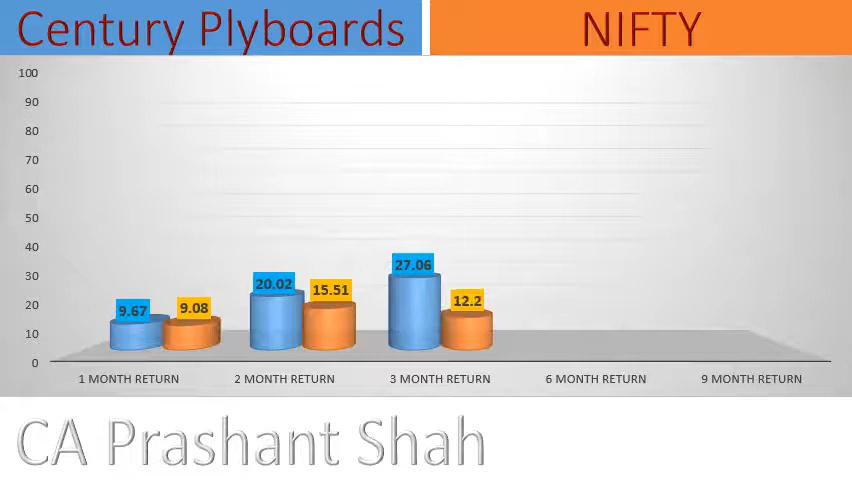 Century Plyboards
NIFTY
100
90
80
70
60
50
40
30
20
10
0
9.67
9.08
20.02
15.51
27.06
12.2
1 MONTH RETURN
2 MONTH RETURN
3 MONTH RETURN
6 MONTH RETURN
9 MONTH RETURN
CA Prashant Shah